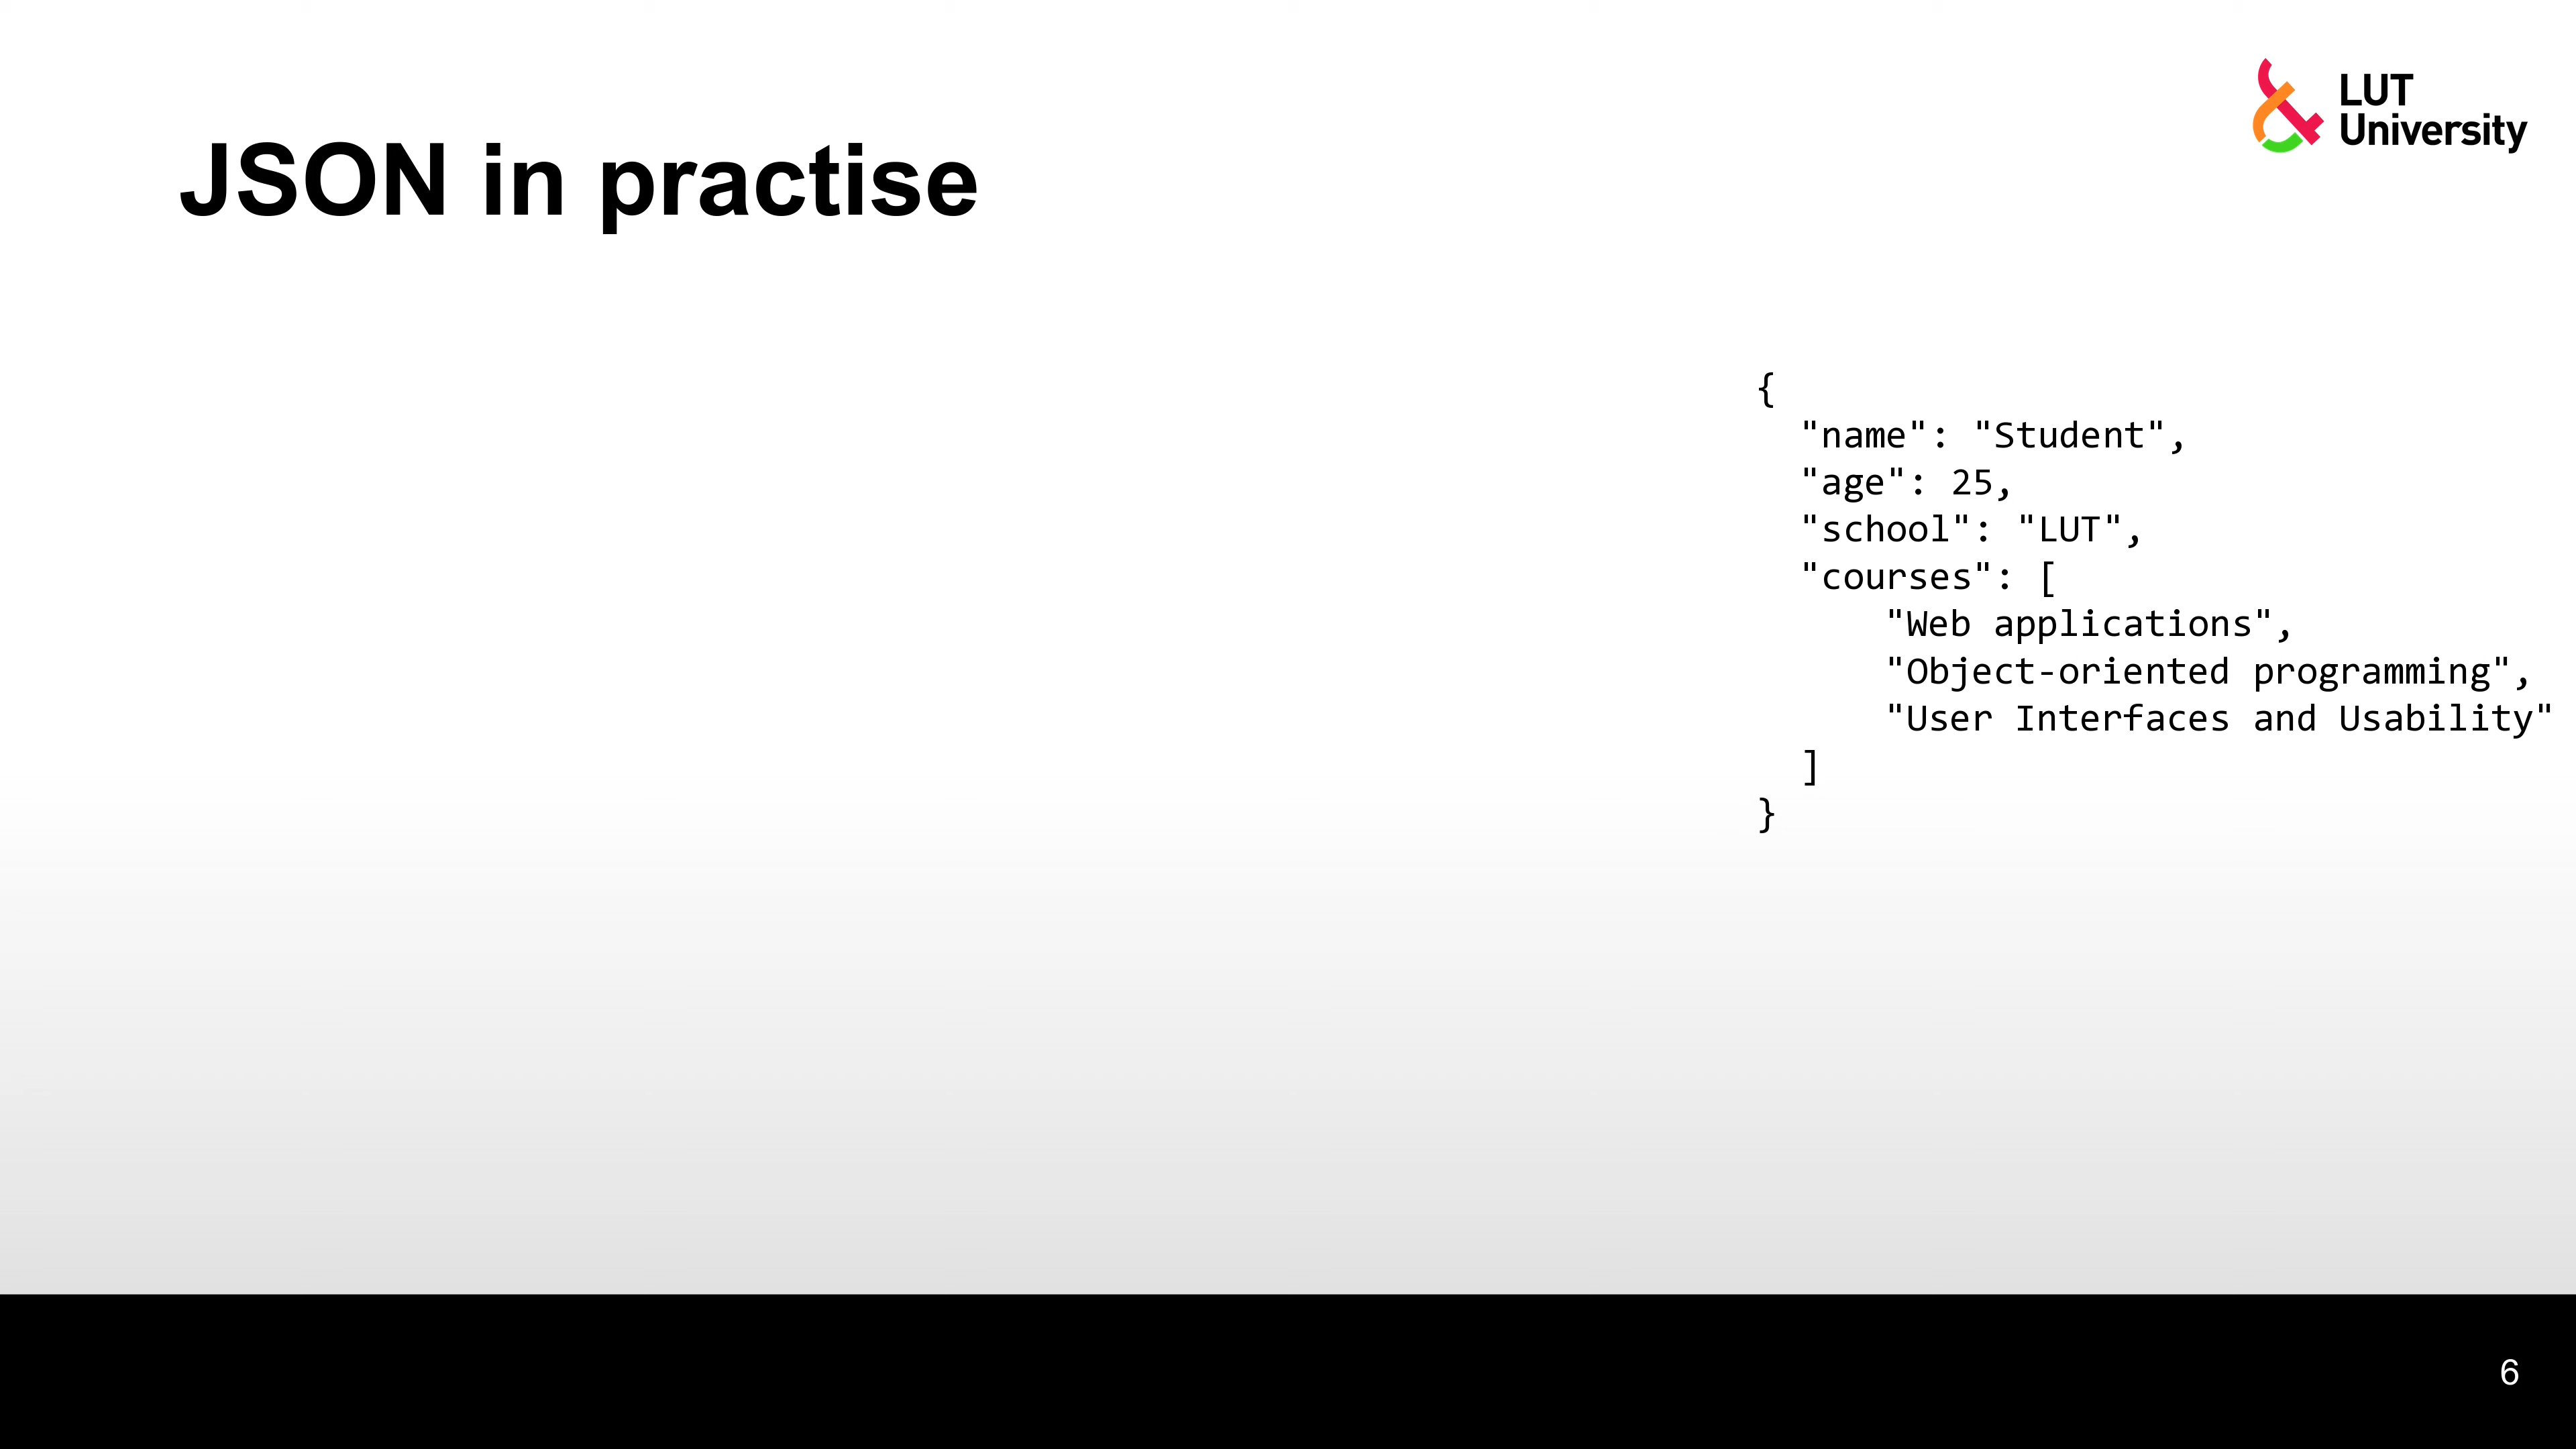 LUT
University
JSON in practise
{
  "name": "Student",
  "age": 25,
  "school": "LUT",
  "courses": [
      "Web applications",
      "Object-oriented programming",
      "User Interfaces and Usability"
  ]
}
6